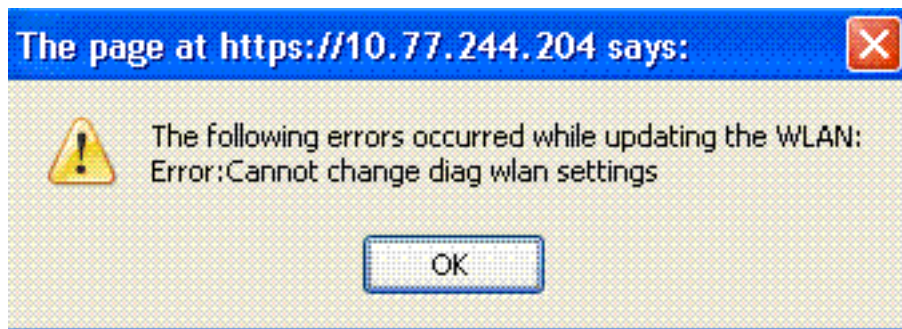 The page at https://10.77.244.204 says:
The following errors occurred while updating the WLAN:
Error:Cannot change diag wlan settings
OK